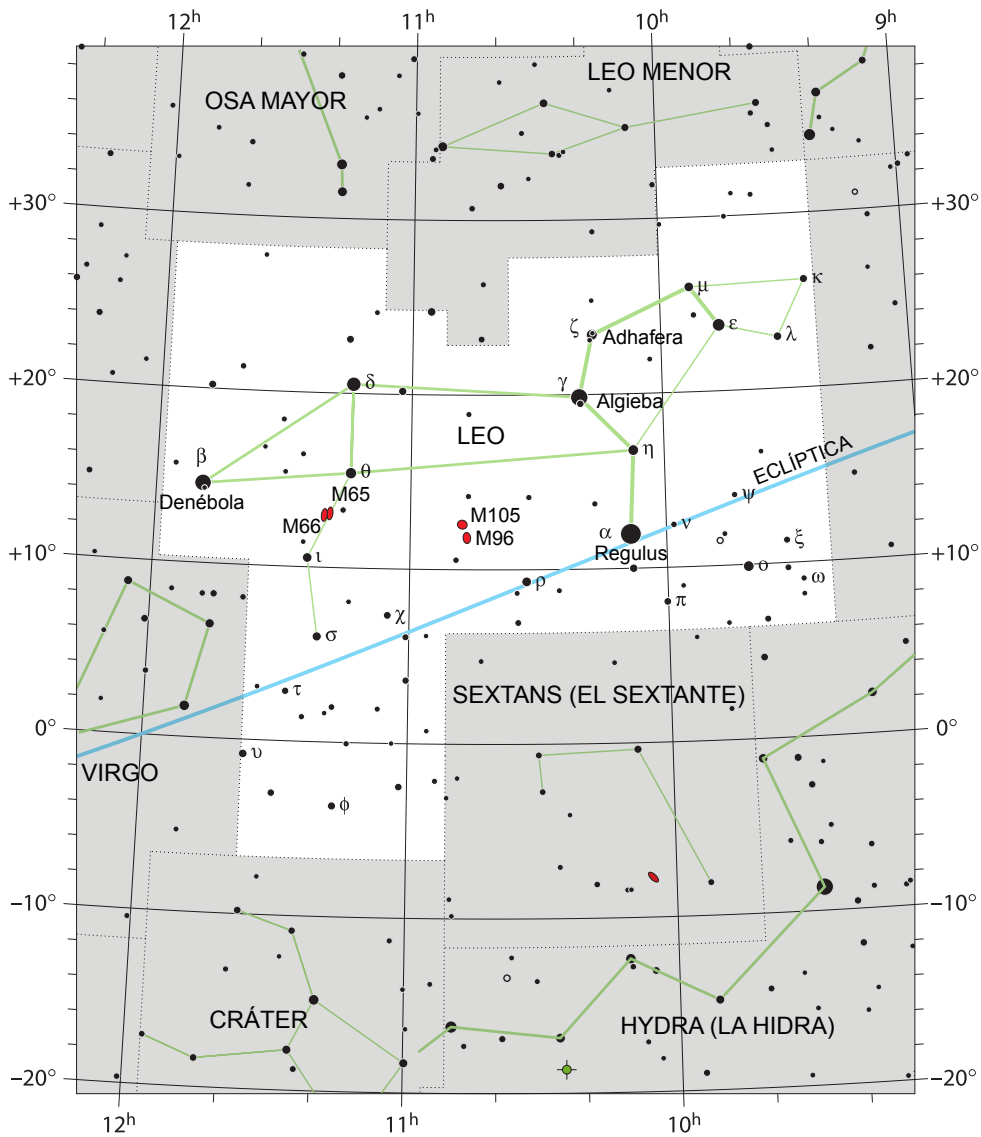 12h 11h 10h 9h
LEO MENOR
OSA MAYOR
+30° +30°
κ
μ
ζ Adhafera ε λ
+20° δ γ +20°
Algieba
LEO η
β θ ECLÍPTICA
Denébola M65 ψ
M66 M105 α ν
M96 Regulus ξ
+10° ι ρ ο ω +10°
π
χ
σ
τ SEXTANS (EL SEXTANTE)
0° 0°
υ
VIRGO
ϕ
−10° −10°
CRÁTER HYDRA (LA HIDRA)
−20° −20°
12h 11h 10h